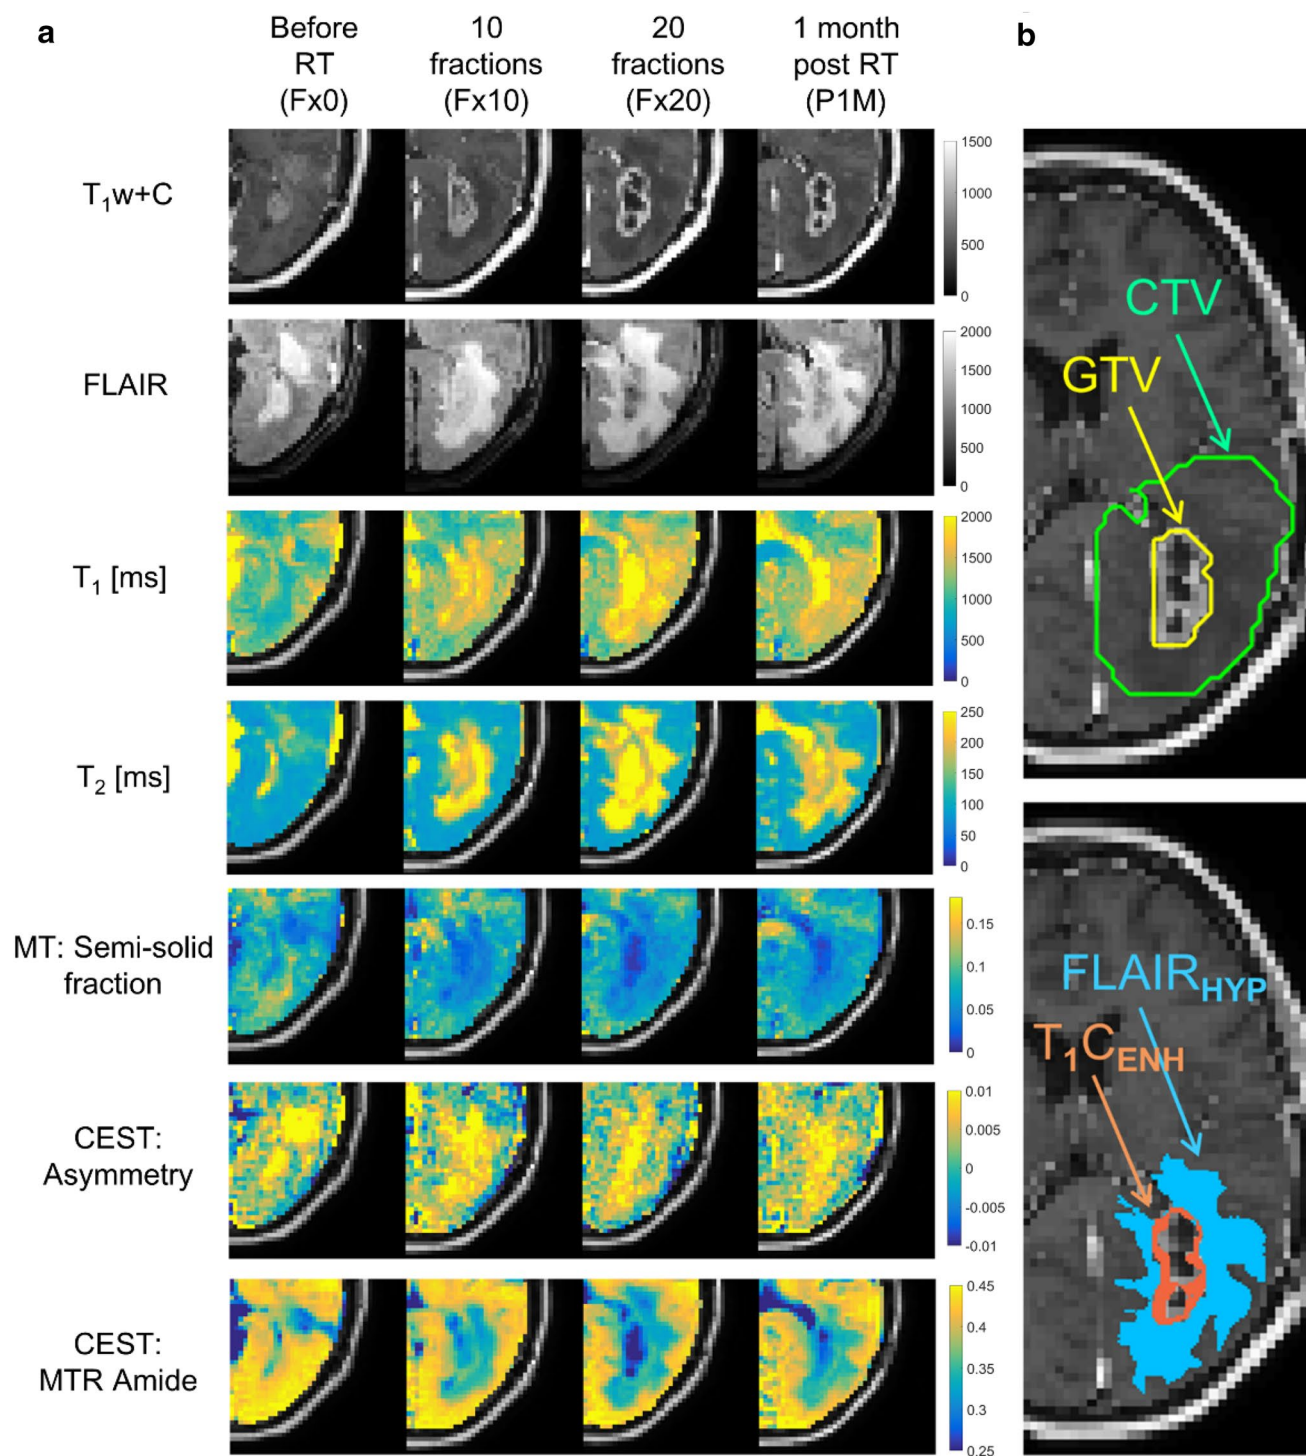 a
Before
RT
(Fx0)
10
fractions
(Fx10)
20
fractions
(Fx20)
1 month
post RT
(P1M)
T1w+C
1500
1000
500
0
FLAIR
2000
1500
1000
500
0
T1 [ms]
2000
1500
1000
500
0
T2 [ms]
250
200
150
100
50
0
MT: Semi-solid
fraction
0.15
0.1
0.05
0
CEST:
Asymmetry
0.01
0.005
0
-0.005
-0.01
CEST:
MTR Amide
0.45
0.4
0.35
0.3
0.25
b
CTV
GTV
FLAIRHYP
T1CENH